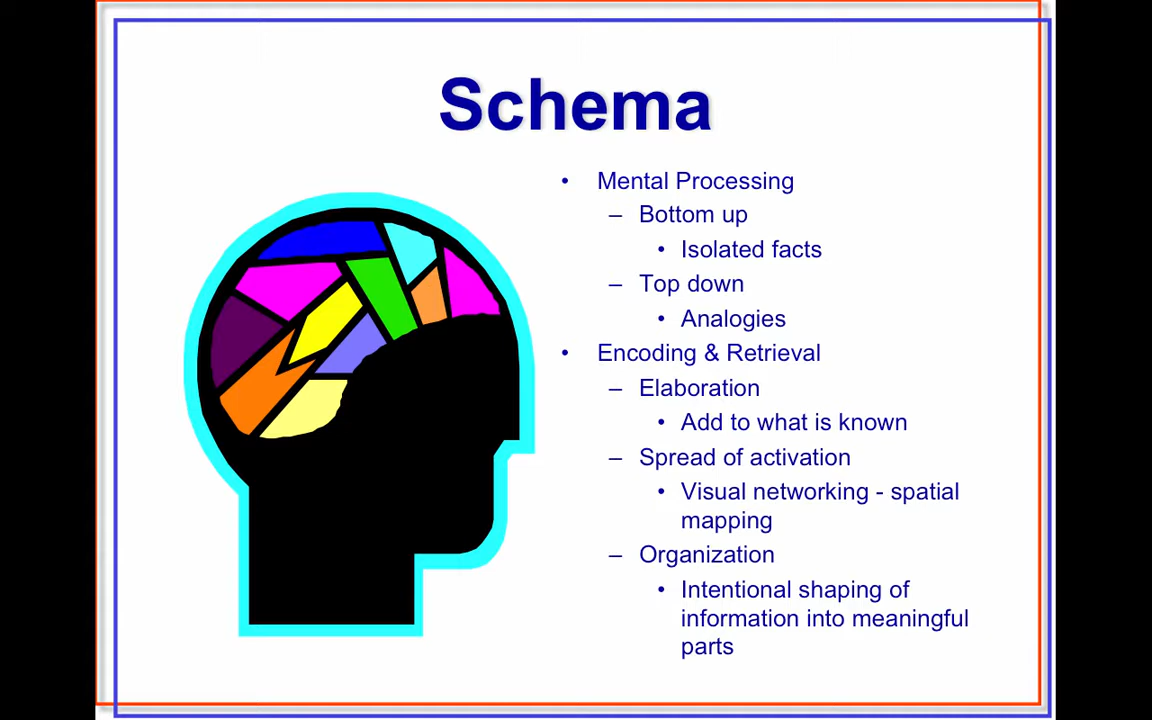 Schema
• Mental Processing
– Bottom up
• Isolated facts
– Top down
• Analogies
• Encoding & Retrieval
– Elaboration
• Add to what is known
– Spread of activation
• Visual networking - spatial
mapping
– Organization
• Intentional shaping of
information into meaningful
parts